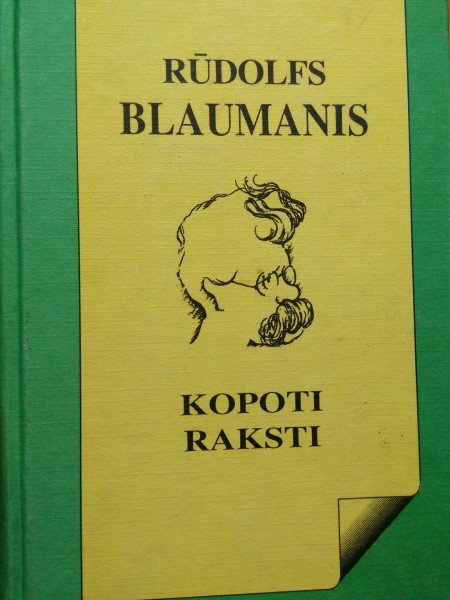 RŪDOLFS
BLAUMANIS
KOPOTI
RAKSTI